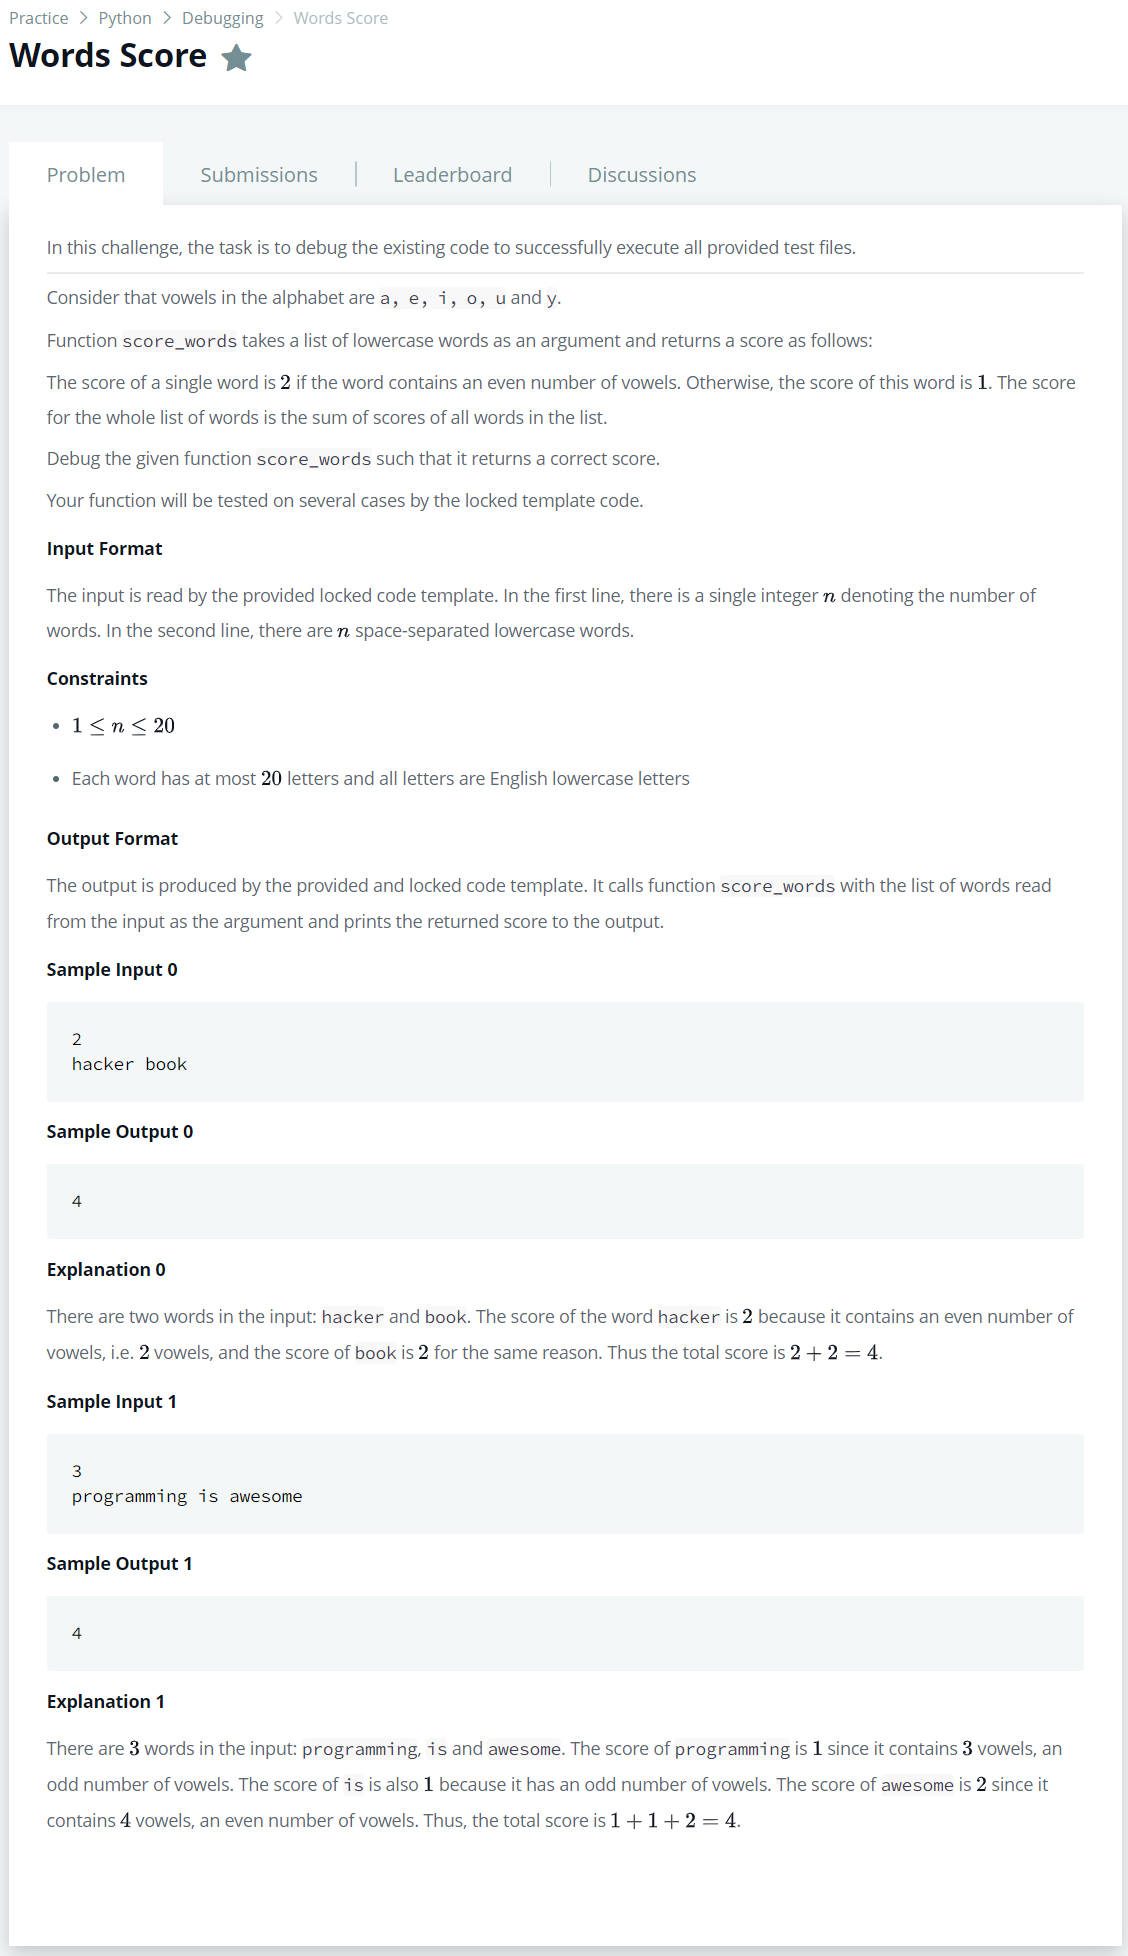 Practice > Python > Debugging > Words Score
Words Score
Problem
Submissions
Leaderboard
Discussions
In this challenge, the task is to debug the existing code to successfully execute all provided test files.
Consider that vowels in the alphabet are a, e, i, o, u and y.
Function score_words takes a list of lowercase words as an argument and returns a score as follows:
The score of a single word is 2 if the word contains an even number of vowels. Otherwise, the score of this word is 1. The score
for the whole list of words is the sum of scores of all words in the list.
Debug the given function score_words such that it returns a correct score.
Your function will be tested on several cases by the locked template code.
Input Format
The input is read by the provided locked code template. In the first line, there is a single integer n denoting the number of
words. In the second line, there are n space-separated lowercase words.
Constraints
• 1 ≤ n ≤ 20
• Each word has at most 20 letters and all letters are English lowercase letters
Output Format
The output is produced by the provided and locked code template. It calls function score_words with the list of words read
from the input as the argument and prints the returned score to the output.
Sample Input 0
2
hacker book
Sample Output 0
4
Explanation 0
There are two words in the input: hacker and book. The score of the word hacker is 2 because it contains an even number of
vowels, i.e. 2 vowels, and the score of book is 2 for the same reason. Thus the total score is 2 + 2 = 4.
Sample Input 1
3
programming is awesome
Sample Output 1
4
Explanation 1
There are 3 words in the input: programming, is and awesome. The score of programming is 1 since it contains 3 vowels, an
odd number of vowels. The score of is is also 1 because it has an odd number of vowels. The score of awesome is 2 since it
contains 4 vowels, an even number of vowels. Thus, the total score is 1 + 1 + 2 = 4.